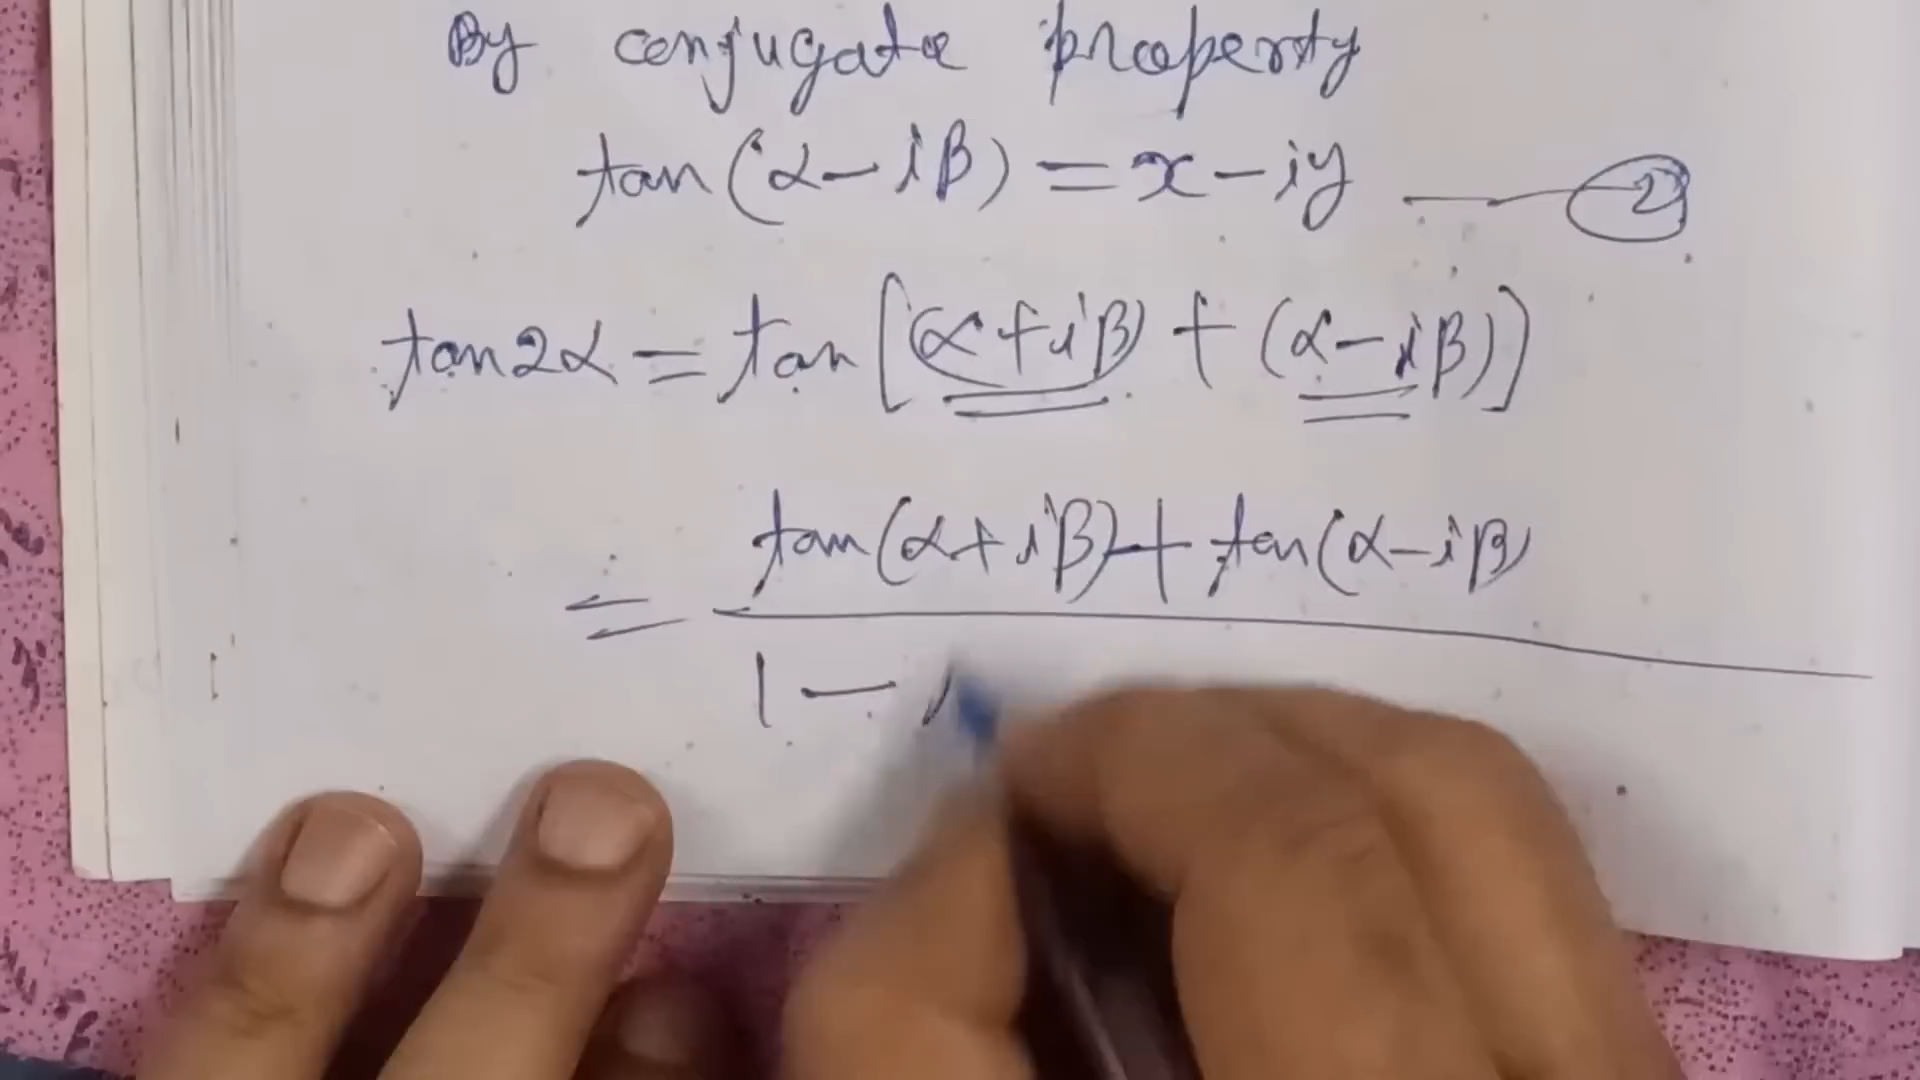 By conjugate property
tan(α-iβ) = x-iy — 2
tan2α = tan[(α+iβ) + (α-iβ)]
= tan(α+iβ)+tan(α-iβ)
1 -